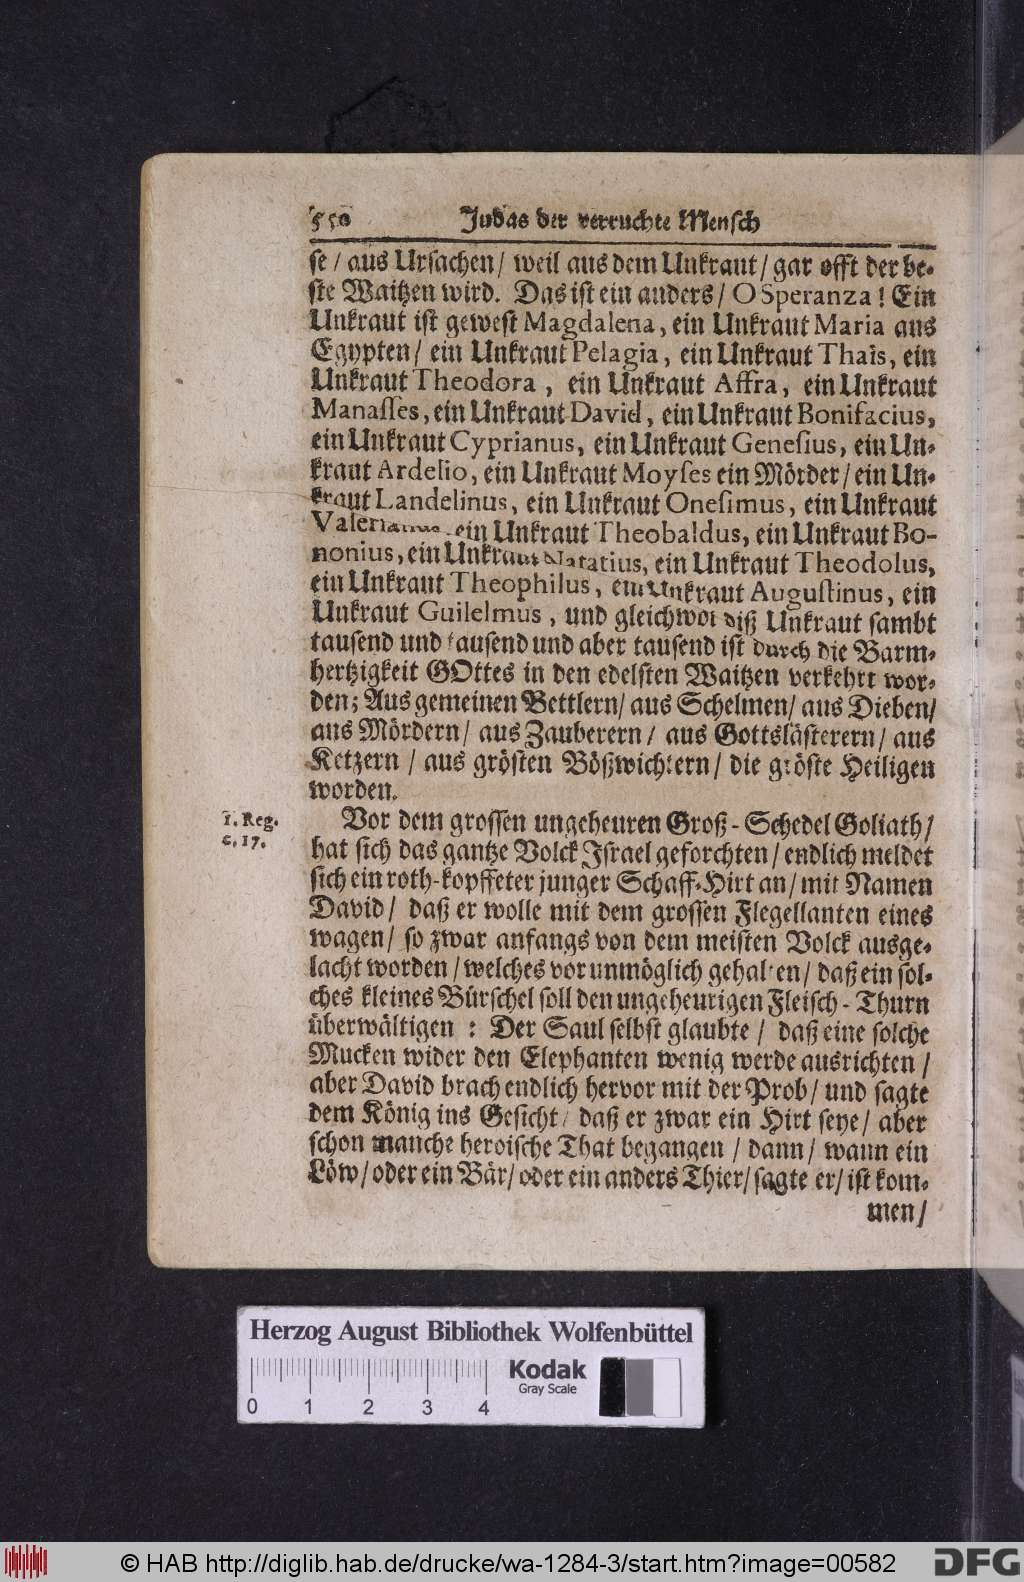 550 Judas der verruchte Mensch
se / aus Ursachen / weil aus dem Unkraut / gar offt der be-
ste Waitzen wird. Das ist ein anders / O Speranza! Ein
Unkraut ist gewest Magdalena, ein Unkraut Maria aus
Egypten / ein Unkraut Pelagia, ein Unkraut Thais, ein
Unkraut Theodora, ein Unkraut Affra, ein Unkraut
Manasses, ein Unkraut David, ein Unkraut Bonifacius,
ein Unkraut Cyprianus, ein Unkraut Genesius, ein Un-
kraut Ardelio, ein Unkraut Moyses ein Mörder / ein Un-
kraut Landelinus, ein Unkraut Onesimus, ein Unkraut
Valerianus, ein Unkraut Theobaldus, ein Unkraut Bo-
nonius, ein Unkraut ein Unkraut Theodolus,
ein Unkraut Theophilus, ein Unkraut Augustinus, ein
Unkraut Guilelmus, und gleichwol diß Unkraut sambt
tausend und tausend und aber tausend ist durch die Barm-
hertzigkeit GOttes in den edelsten Waitzen verkehrt wor-
den; Aus gemeinen Bettlern / aus Schelmen / aus Dieben /
aus Mördern / aus Zauberern / aus Gottslästerern / aus
Ketzern / aus grösten Bößwichtern / die gröste Heiligen
worden.
1. Reg.
c. 17.
Vor dem grossen ungeheuren Groß-Schedel Goliath /
hat sich das gantze Volck Israel geforchten / endlich meldet
sich ein roth-kopffeter junger Schaff-Hirt an / mit Namen
David / daß er wolle mit dem grossen Flegellanten eines
wagen / so zwar anfangs von dem meisten Volck ausge-
lacht worden / welches vor unmöglich gehalten / daß ein sol-
ches kleines Bürschel soll den ungeheurigen Fleisch-Thurn
überwältigen: Der Saul selbst glaubte / daß eine solche
Mucken wider den Elephanten wenig werde ausrichten /
aber David brach endlich hervor mit der Prob / und sagte
dem König ins Gesicht / daß er zwar ein Hirt seye / aber
schon manche heroische That begangen / dann / wann ein
Löw / oder ein Bär / oder ein anders Thier / sagte er / ist kom-
men /
Herzog August Bibliothek Wolfenbüttel
Kodak
Gray Scale
0 1 2 3 4
© HAB http://diglib.hab.de/drucke/wa-1284-3/start.htm?image=00582
DFG